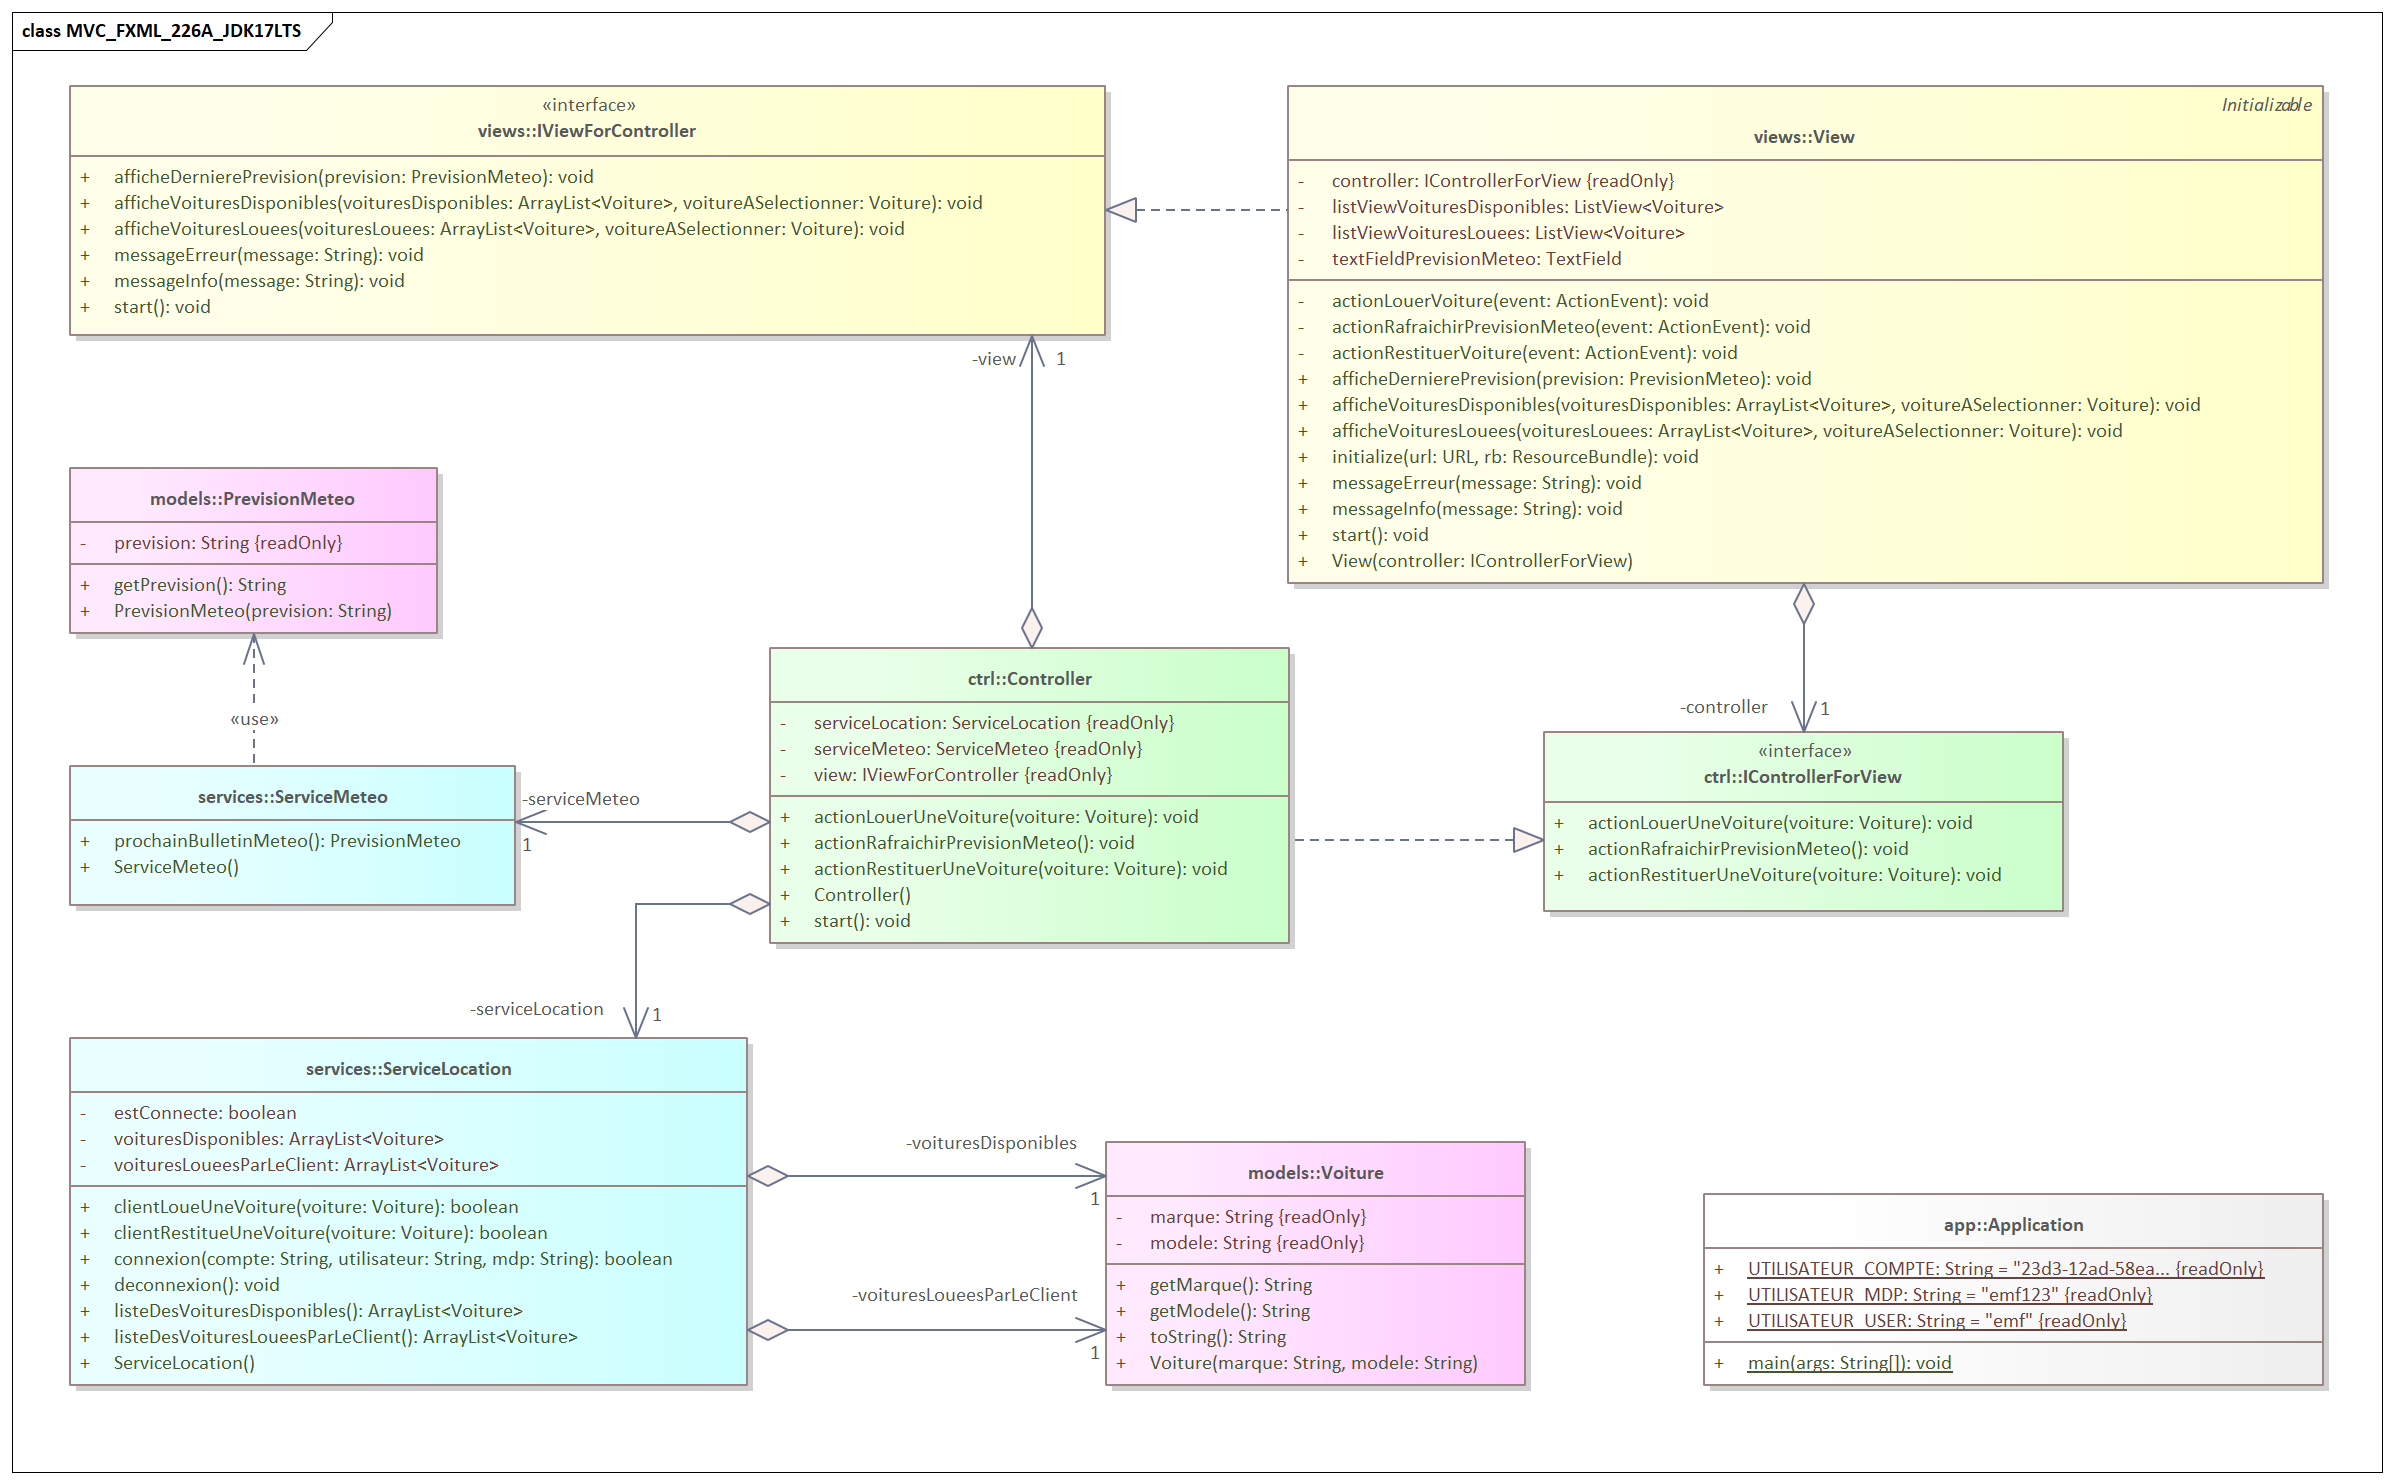 class MVC_FXML_226A_JDK17LTS
«interface»
views::IViewForController
+ afficheDernierePrevision(prevision: PrevisionMeteo): void
+ afficheVoituresDisponibles(voituresDisponibles: ArrayList<Voiture>, voitureASelectionner: Voiture): void
+ afficheVoituresLouees(voituresLouees: ArrayList<Voiture>, voitureASelectionner: Voiture): void
+ messageErreur(message: String): void
+ messageInfo(message: String): void
+ start(): void
Initializable
views::View
- controller: IControllerForView {readOnly}
- listViewVoituresDisponibles: ListView<Voiture>
- listViewVoituresLouees: ListView<Voiture>
- textFieldPrevisionMeteo: TextField
- actionLouerVoiture(event: ActionEvent): void
- actionRafraichirPrevisionMeteo(event: ActionEvent): void
- actionRestituerVoiture(event: ActionEvent): void
+ afficheDernierePrevision(prevision: PrevisionMeteo): void
+ afficheVoituresDisponibles(voituresDisponibles: ArrayList<Voiture>, voitureASelectionner: Voiture): void
+ afficheVoituresLouees(voituresLouees: ArrayList<Voiture>, voitureASelectionner: Voiture): void
+ initialize(url: URL, rb: ResourceBundle): void
+ messageErreur(message: String): void
+ messageInfo(message: String): void
+ start(): void
+ View(controller: IControllerForView)
-view 1
models::PrevisionMeteo
- prevision: String {readOnly}
+ getPrevision(): String
+ PrevisionMeteo(prevision: String)
«use»
services::ServiceMeteo
+ prochainBulletinMeteo(): PrevisionMeteo
+ ServiceMeteo()
-serviceMeteo
1
ctrl::Controller
- serviceLocation: ServiceLocation {readOnly}
- serviceMeteo: ServiceMeteo {readOnly}
- view: IViewForController {readOnly}
+ actionLouerUneVoiture(voiture: Voiture): void
+ actionRafraichirPrevisionMeteo(): void
+ actionRestituerUneVoiture(voiture: Voiture): void
+ Controller()
+ start(): void
-controller 1
«interface»
ctrl::IControllerForView
+ actionLouerUneVoiture(voiture: Voiture): void
+ actionRafraichirPrevisionMeteo(): void
+ actionRestituerUneVoiture(voiture: Voiture): void
-serviceLocation 1
services::ServiceLocation
- estConnecte: boolean
- voituresDisponibles: ArrayList<Voiture>
- voituresLoueesParLeClient: ArrayList<Voiture>
+ clientLoueUneVoiture(voiture: Voiture): boolean
+ clientRestitueUneVoiture(voiture: Voiture): boolean
+ connexion(compte: String, utilisateur: String, mdp: String): boolean
+ deconnexion(): void
+ listeDesVoituresDisponibles(): ArrayList<Voiture>
+ listeDesVoituresLoueesParLeClient(): ArrayList<Voiture>
+ ServiceLocation()
-voituresDisponibles
1
-voituresLoueesParLeClient
1
models::Voiture
- marque: String {readOnly}
- modele: String {readOnly}
+ getMarque(): String
+ getModele(): String
+ toString(): String
+ Voiture(marque: String, modele: String)
app::Application
+ UTILISATEUR_COMPTE: String = "23d3-12ad-58ea... {readOnly}
+ UTILISATEUR_MDP: String = "emf123" {readOnly}
+ UTILISATEUR_USER: String = "emf" {readOnly}
+ main(args: String[]): void